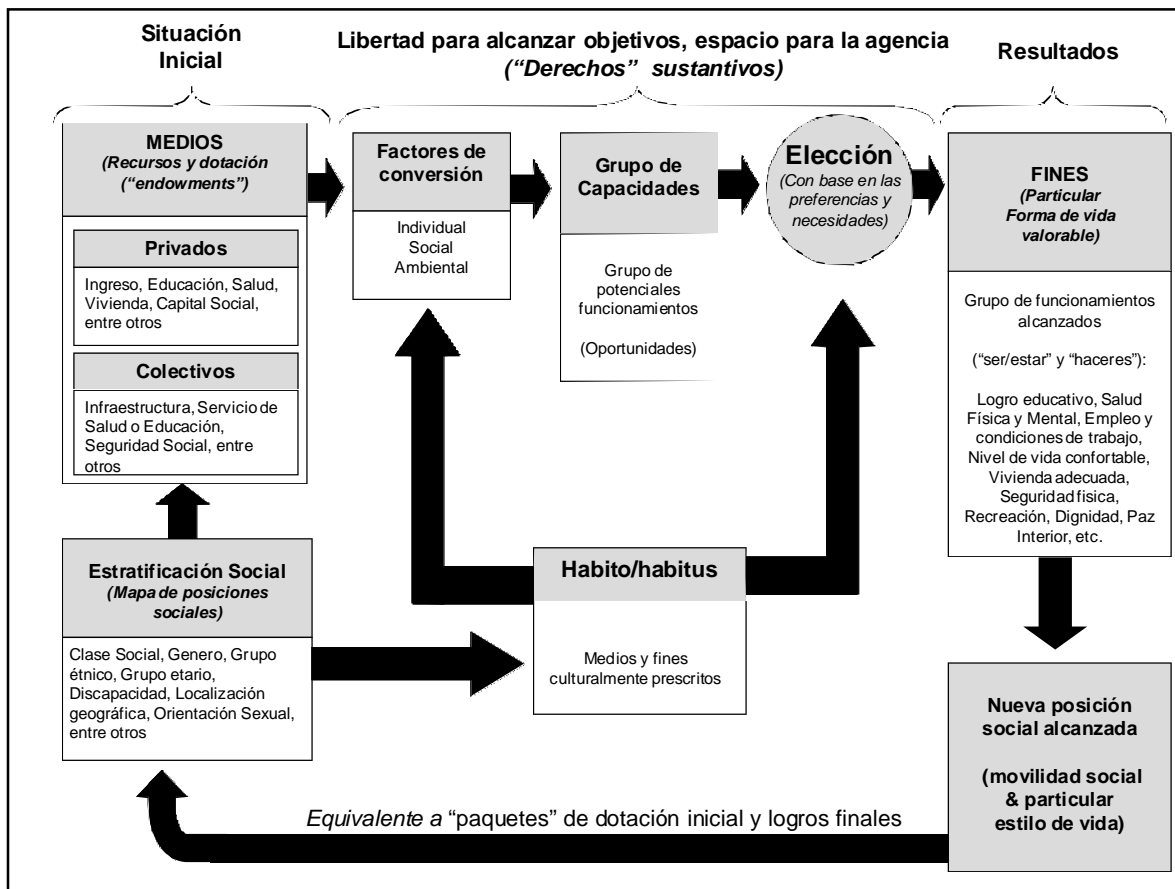 Situación
Inicial
Libertad para alcanzar objetivos, espacio para la agencia
(“Derechos” sustantivos)
Resultados
MEDIOS
(Recursos y dotación
(“endowments”)
Privados
Ingreso, Educación, Salud,
Vivienda, Capital Social,
entre otros
Colectivos
Infraestructura, Servicio de
Salud o Educación,
Seguridad Social, entre
otros
Factores de
conversión
Individual
Social
Ambiental
Grupo de
Capacidades
Grupo de
potenciales
funcionamientos
(Oportunidades)
Elección
(Con base en las
preferencias y
necesidades)
FINES
(Particular
Forma de vida
valorable)
Grupo de funcionamientos
alcanzados
(“ser/estar” y “haceres”):
Logro educativo, Salud
Física y Mental, Empleo y
condiciones de trabajo,
Nivel de vida confortable,
Vivienda adecuada,
Seguridad física,
Recreación, Dignidad, Paz
Interior, etc.
Estratificación Social
(Mapa de posiciones
sociales)
Clase Social, Genero, Grupo
étnico, Grupo etario,
Discapacidad, Localización
geográfica, Orientación Sexual,
entre otros
Habito/habitus
Medios y fines
culturalmente prescritos
Nueva posición
social alcanzada
(movilidad social
& particular
estilo de vida)
Equivalente a “paquetes” de dotación inicial y logros finales